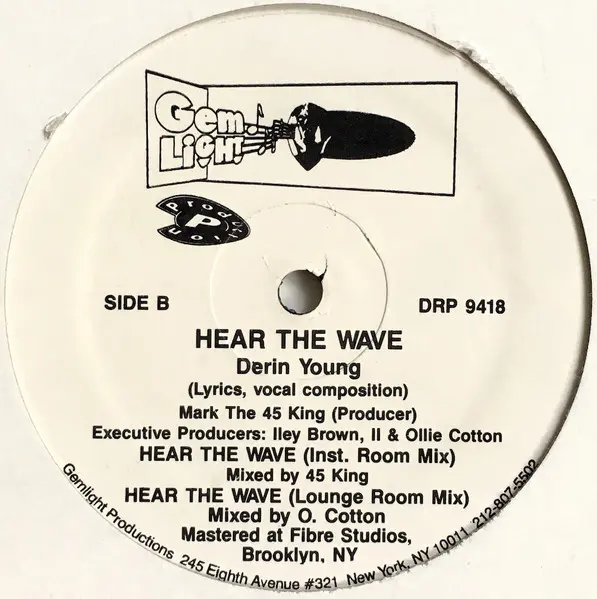 Gem
Light
Production
P
SIDE B
DRP 9418
HEAR THE WAVE
Derin Young
(Lyrics, vocal composition)
Mark The 45 King (Producer)
Executive Producers: Iley Brown, II & Ollie Cotton
HEAR THE WAVE (Inst. Room Mix)
Mixed by 45 King
HEAR THE WAVE (Lounge Room Mix)
Mixed by O. Cotton
Mastered at Fibre Studios,
Brooklyn, NY
Gemlight Productions 245 Eighth Avenue #321 New York, NY 10011 212-807-5502